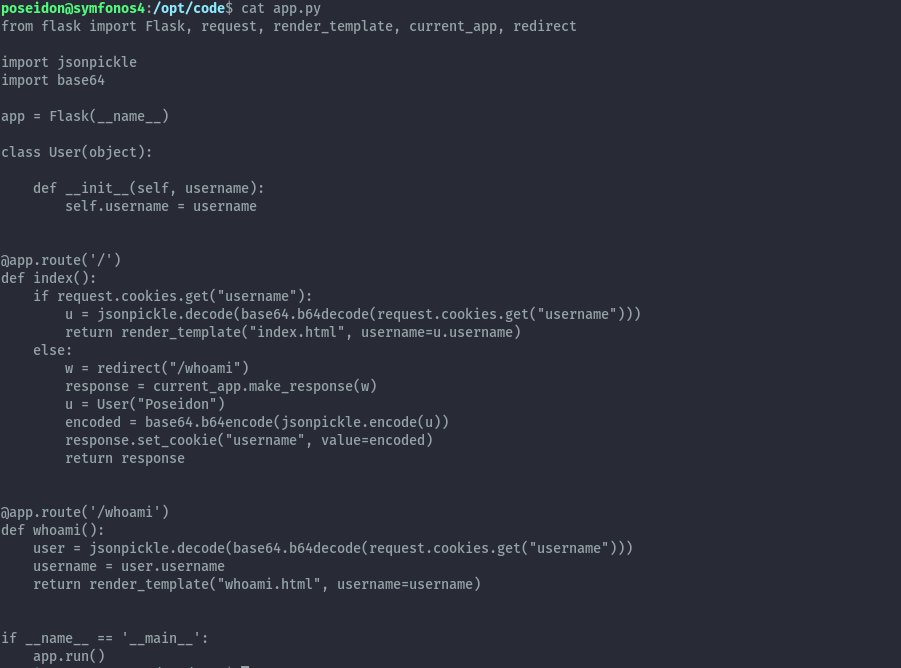 poseidon@symfonos4:/opt/code$ cat app.py
from flask import Flask, request, render_template, current_app, redirect

import jsonpickle
import base64

app = Flask(__name__)

class User(object):

    def __init__(self, username):
        self.username = username


@app.route('/')
def index():
    if request.cookies.get("username"):
        u = jsonpickle.decode(base64.b64decode(request.cookies.get("username")))
        return render_template("index.html", username=u.username)
    else:
        w = redirect("/whoami")
        response = current_app.make_response(w)
        u = User("Poseidon")
        encoded = base64.b64encode(jsonpickle.encode(u))
        response.set_cookie("username", value=encoded)
        return response


@app.route('/whoami')
def whoami():
    user = jsonpickle.decode(base64.b64decode(request.cookies.get("username")))
    username = user.username
    return render_template("whoami.html", username=username)


if __name__ == '__main__':
    app.run()